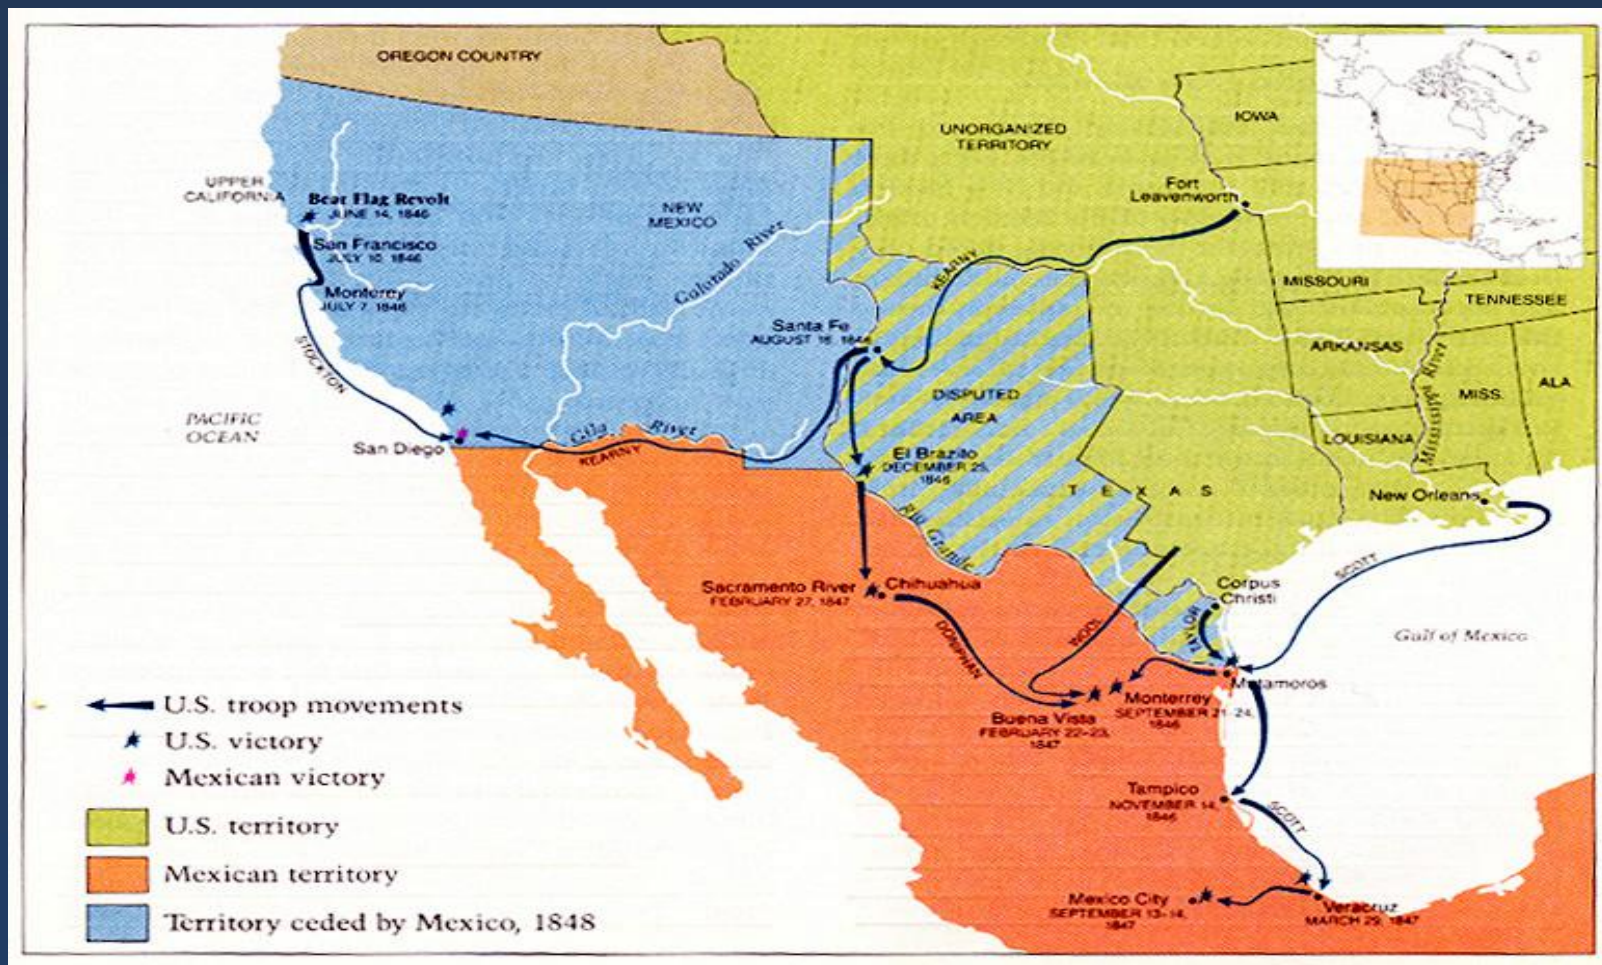 OREGON COUNTRY
UNORGANIZED
TERRITORY
IOWA
UPPER
CALIFORNIA
Bear Flag Revolt
JUNE 14, 1846
NEW
MEXICO
Fort
Leavenworth
San Francisco
JULY 10, 1846
Colorado River
KEARNY
MISSOURI
TENNESSEE
Monterey
JULY 7, 1846
Santa Fe
AUGUST 16, 1846
ARKANSAS
Mississippi River
MISS.
ALA
STOCKTON
DISPUTED
AREA
PACIFIC
OCEAN
San Diego
Gila River
KEARNY
LOUISIANA
El Brazito
DECEMBER 25,
1846
TEXAS
New Orleans
Rio Grande
SCOTT
Sacramento River
FEBRUARY 27, 1847
Chihuahua
Corpus
Christi
TAYLOR
Gulf of Mexico
DONIPHAN
WOOL
Matamoros
Monterrey
SEPTEMBER 21-24,
1846
Buena Vista
FEBRUARY 22-23,
1847
Tampico
NOVEMBER 14,
1846
SCOTT
Mexico City
SEPTEMBER 13-14,
1847
Veracruz
MARCH 29, 1847
U.S. troop movements
U.S. victory
Mexican victory
U.S. territory
Mexican territory
Territory ceded by Mexico, 1848